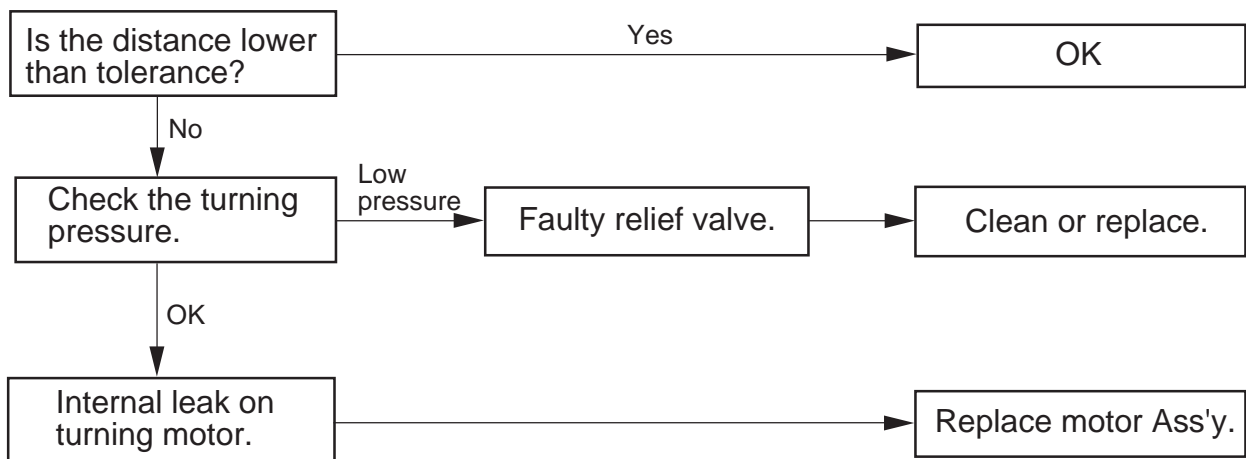 Is the distance lower
than tolerance?
Yes
OK
No
Check the turning
pressure.
Low
pressure
Faulty relief valve.
Clean or replace.
OK
Internal leak on
turning motor.
Replace motor Ass'y.